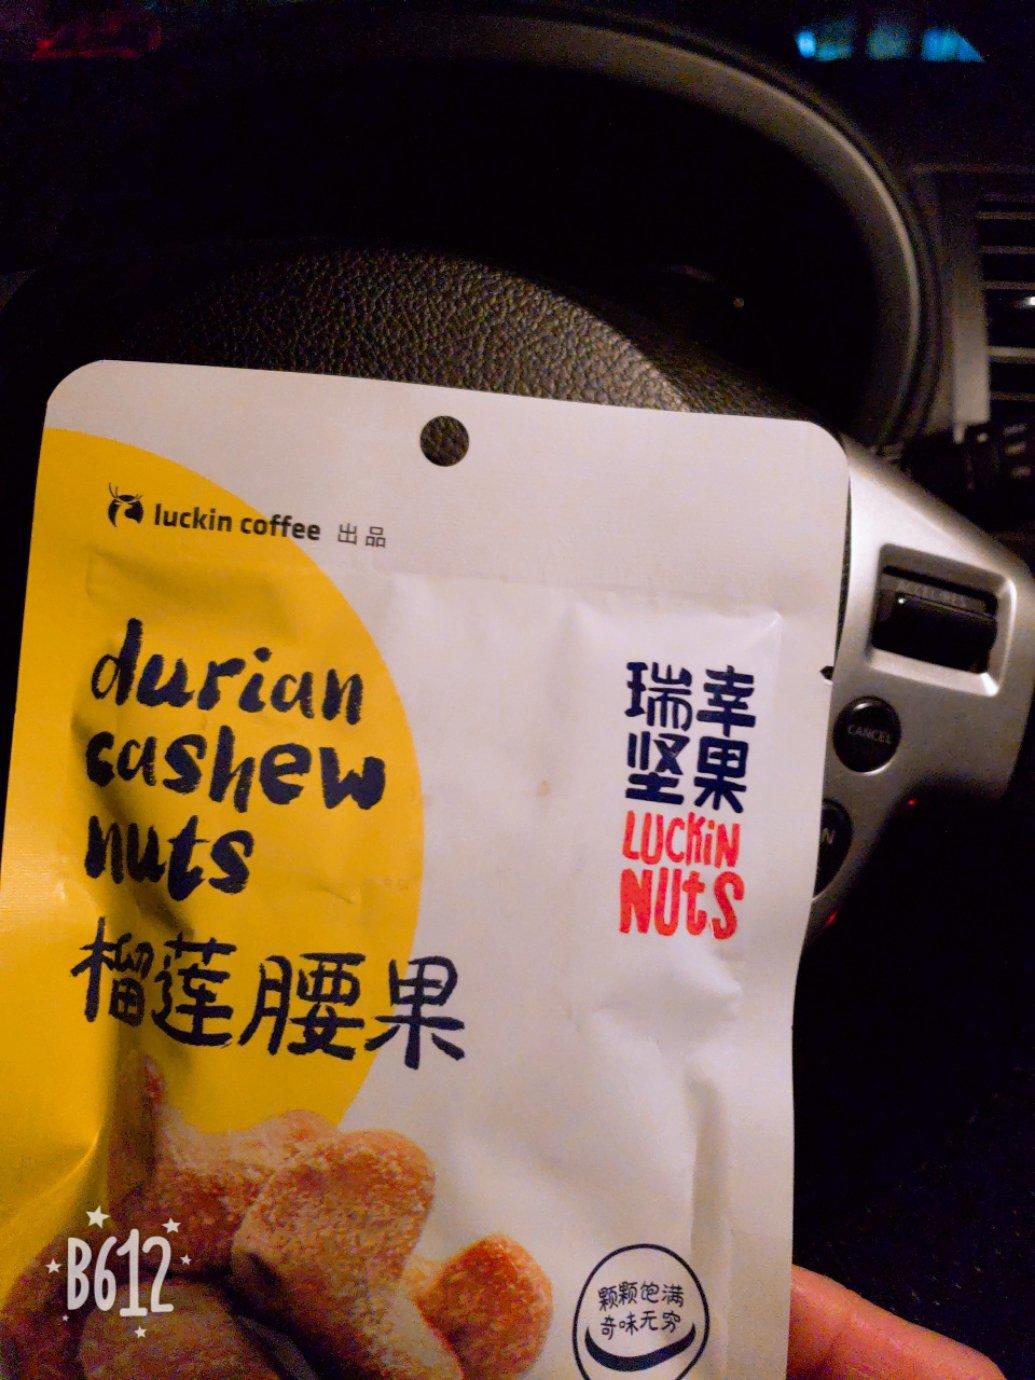 luckin coffee 出品
durian
cashew
nuts
榴莲腰果
瑞幸
坚果
LUCKiN
NUtS
颗颗饱满
奇味无穷
CANCEL
B612